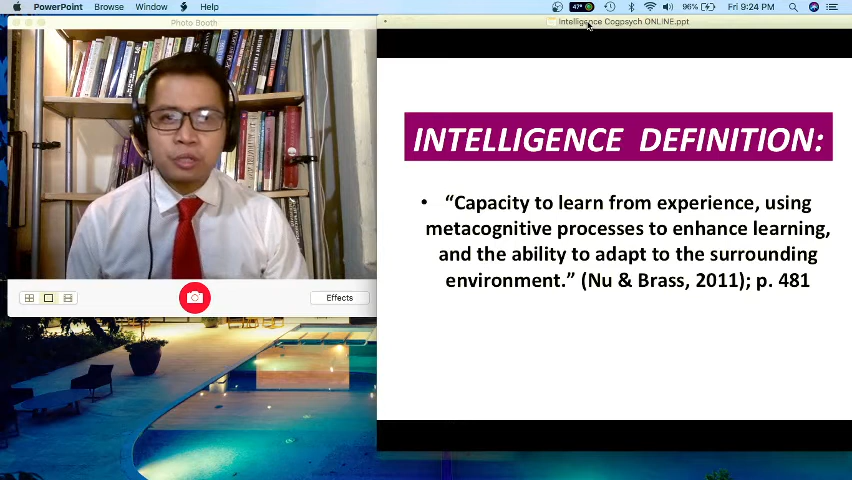 PowerPoint Browse Window Help
47° 96% Fri 9:24 PM
Photo Booth
Intelligence Cogpsych ONLINE.ppt
INTELLIGENCE DEFINITION:
• “Capacity to learn from experience, using
metacognitive processes to enhance learning,
and the ability to adapt to the surrounding
environment.” (Nu & Brass, 2011); p. 481
Effects